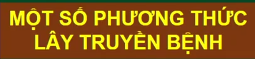 MỘT SỐ PHƯƠNG THỨC
LÂY TRUYỀN BỆNH